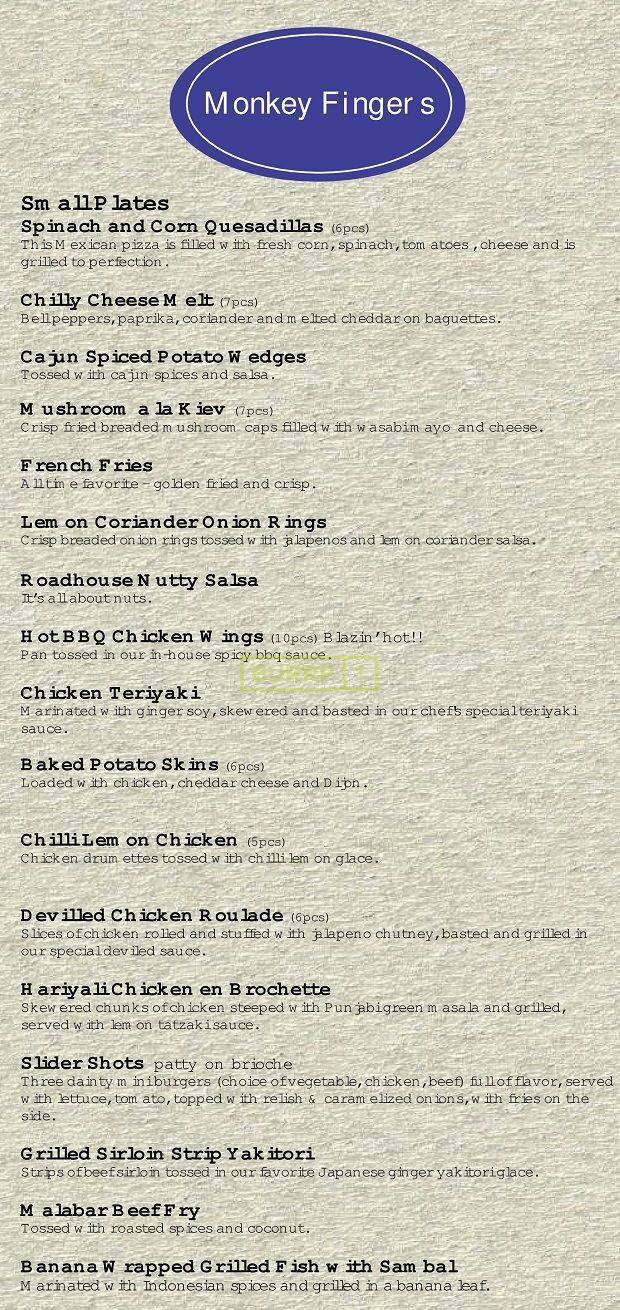 Monkey Fingers
Small Plates
Spinach and Corn Quesadillas (6pcs)
This Mexican pizza is filled with fresh corn, spinach, tomatoes , cheese and is
grilled to perfection.
Chilly Cheese Melt (7pcs)
Bell peppers, paprika, coriander and melted cheddar on baguettes.
Cajun Spiced Potato Wedges
Tossed with cajun spices and salsa.
Mushroom a la Kiev (7pcs)
Crisp fried breaded mushroom caps filled with wasabi mayo and cheese.
French Fries
All time favorite – golden fried and crisp.
Lemon Coriander Onion Rings
Crisp breaded onion rings tossed with jalapenos and lemon coriander salsa.
Roadhouse Nutty Salsa
It's all about nuts.
Hot BBQ Chicken Wings (10pcs) Blazin' hot!!
Pan tossed in our in-house spicy bbq sauce.
BURRP !
Chicken Teriyaki
Marinated with ginger soy, skewered and basted in our chef's special teriyaki
sauce.
Baked Potato Skins (6pcs)
Loaded with chicken, cheddar cheese and Dijon.
Chilli Lemon Chicken (5pcs)
Chicken drumettes tossed with chilli lemon glace.
Devilled Chicken Roulade (6pcs)
Slices of chicken rolled and stuffed with jalapeno chutney, basted and grilled in
our special deviled sauce.
Hariyali Chicken en Brochette
Skewered chunks of chicken steeped with Punjabi green masala and grilled,
served with lemon tatzaki sauce.
Slider Shots patty on brioche
Three dainty mini burgers (choice of vegetable, chicken, beef) full of flavor, served
with lettuce, tomato, topped with relish & caramelized onions, with fries on the
side.
Grilled Sirloin Strip Yakitori
Strips of beef sirloin tossed in our favorite Japanese ginger yakitori glace.
Malabar Beef Fry
Tossed with roasted spices and coconut.
Banana Wrapped Grilled Fish with Sambal
Marinated with Indonesian spices and grilled in a banana leaf.